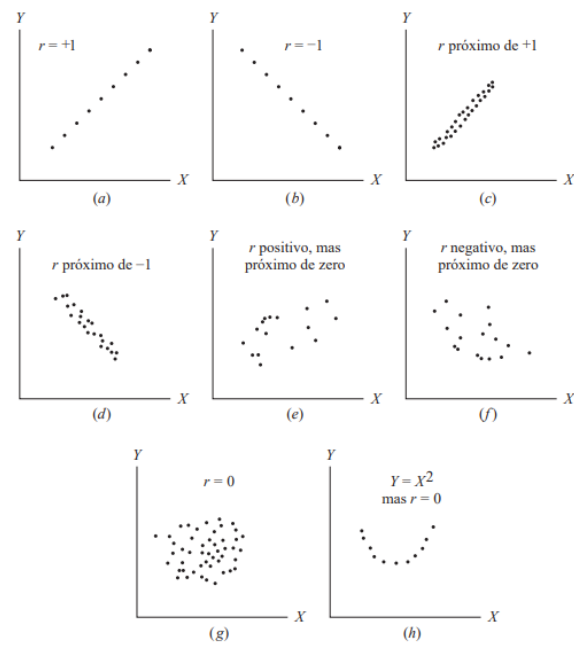 Y
r = +1
X
(a)
Y
r = −1
X
(b)
Y
r próximo de +1
X
(c)
Y
r próximo de −1
X
(d)
Y
r positivo, mas
próximo de zero
X
(e)
Y
r negativo, mas
próximo de zero
X
(f)
Y
r = 0
X
(g)
Y
Y = X²
mas r = 0
X
(h)